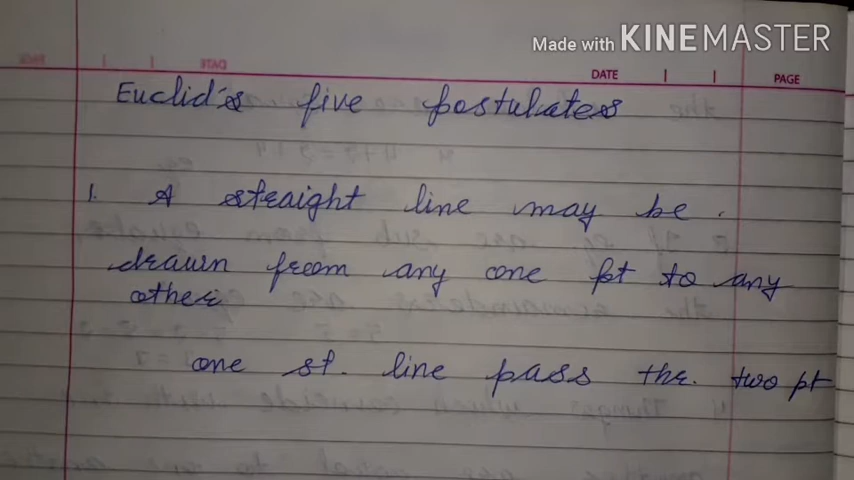 Made with KINEMASTER
DATE PAGE
Euclid's five postulates
1. A straight line may be
drawn from any one pt to any
other
one st. line pass thr. two pt